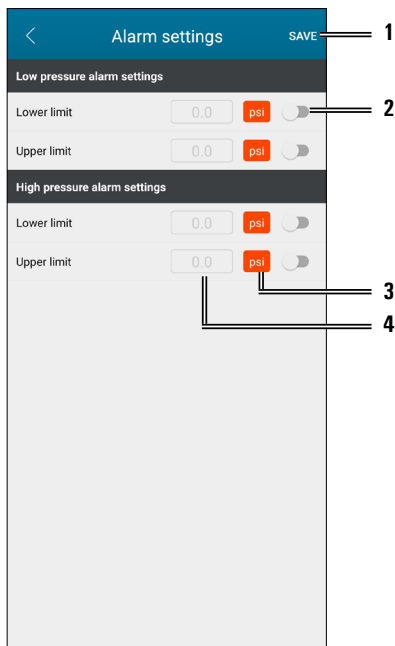 Alarm settings SAVE 1
Low pressure alarm settings
Lower limit 0.0 psi 2
Upper limit 0.0 psi
High pressure alarm settings
Lower limit 0.0 psi
Upper limit 0.0 psi
3
4